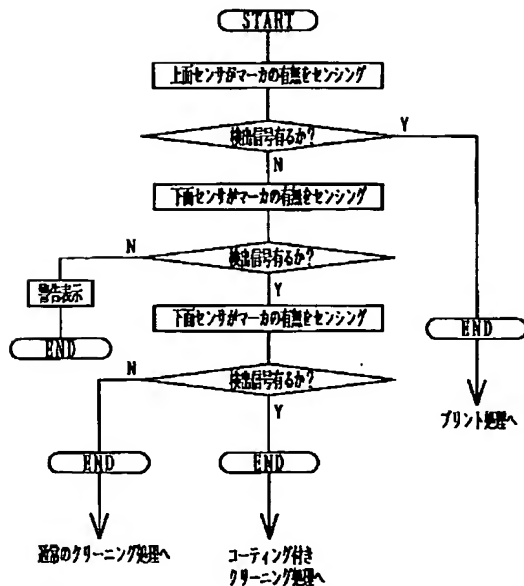 START
上面センサがマーカの有無をセンシング
検出信号有るか?
Y
N
下面センサがマーカの有無をセンシング
N
検出信号有るか?
Y
警告表示
下面センサがマーカの有無をセンシング
END
END
N
検出信号有るか?
Y
プリント処理へ
END
END
通常のクリーニング処理へ
コーティング付き
クリーニング処理へ